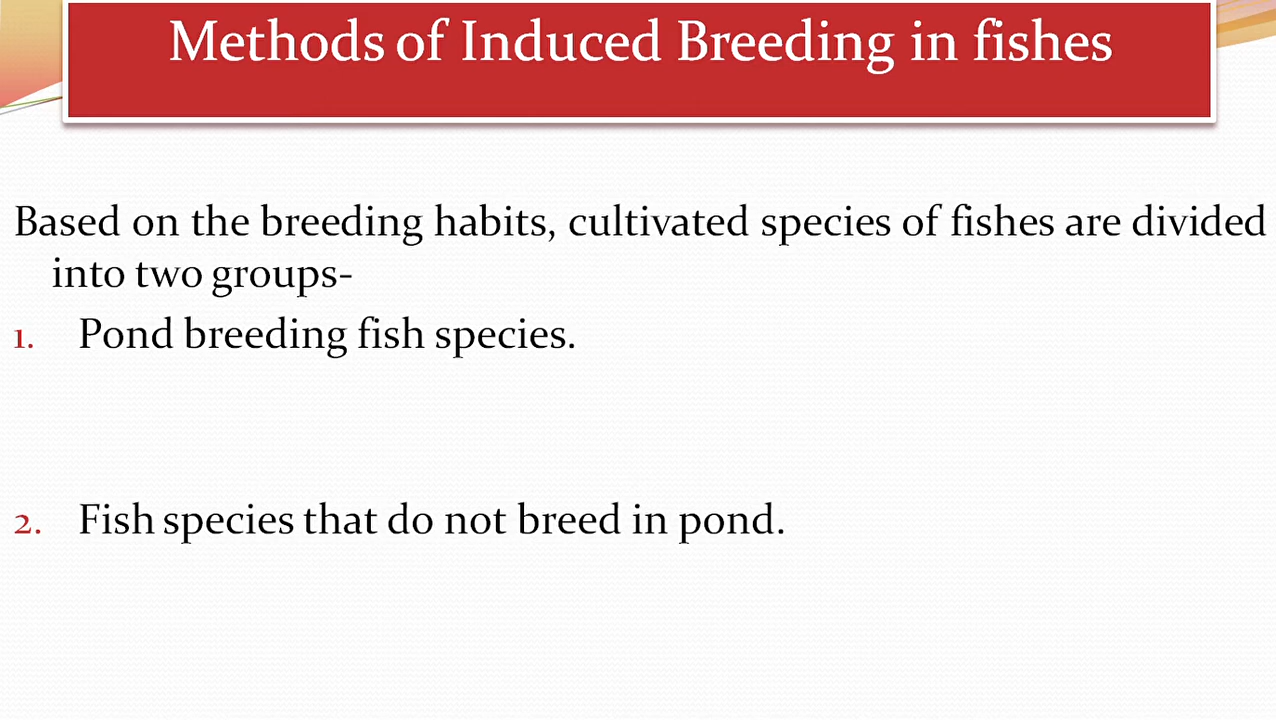 Methods of Induced Breeding in fishes
Based on the breeding habits, cultivated species of fishes are divided
into two groups-
1. Pond breeding fish species.
2. Fish species that do not breed in pond.